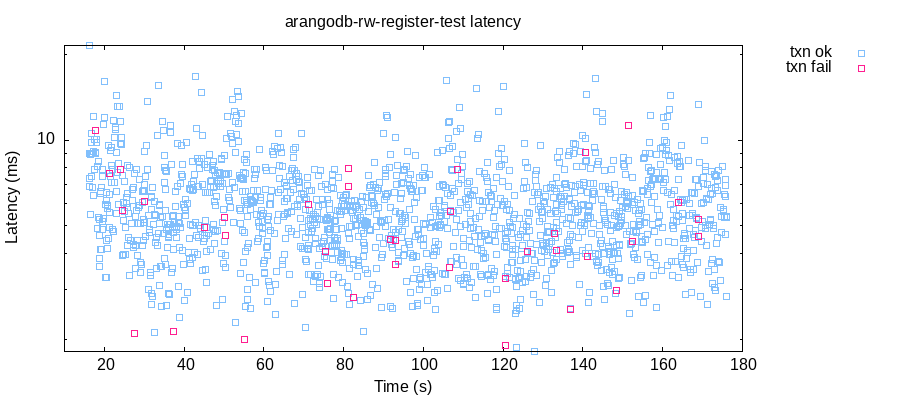 arangodb-rw-register-test latency
txn ok
txn fail
10
Latency (ms)
20 40 60 80 100 120 140 160 180
Time (s)